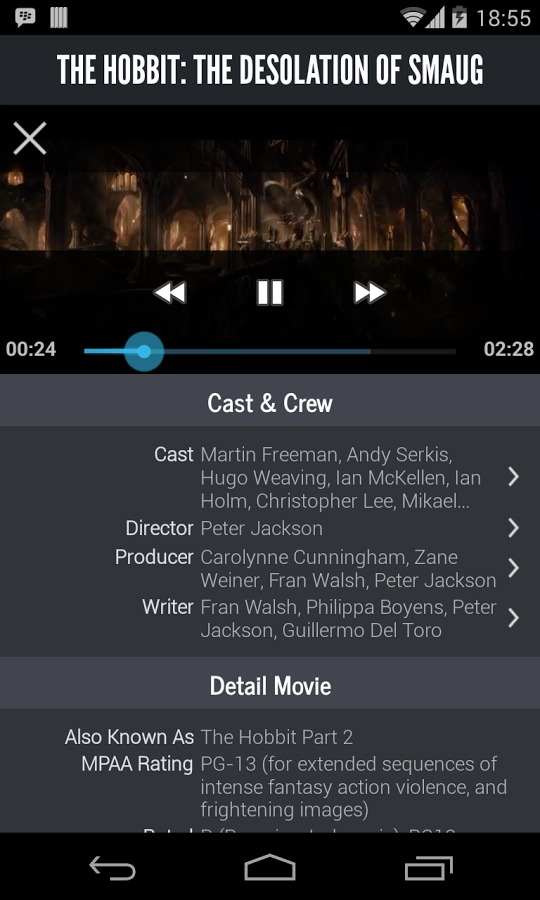 18:55
THE HOBBIT: THE DESOLATION OF SMAUG
00:24
02:28
Cast & Crew
Cast Martin Freeman, Andy Serkis,
Hugo Weaving, Ian McKellen, Ian
Holm, Christopher Lee, Mikael...
Director Peter Jackson
Producer Carolynne Cunningham, Zane
Weiner, Fran Walsh, Peter Jackson
Writer Fran Walsh, Philippa Boyens, Peter
Jackson, Guillermo Del Toro
Detail Movie
Also Known As The Hobbit Part 2
MPAA Rating PG-13 (for extended sequences of
intense fantasy action violence, and
frightening images)